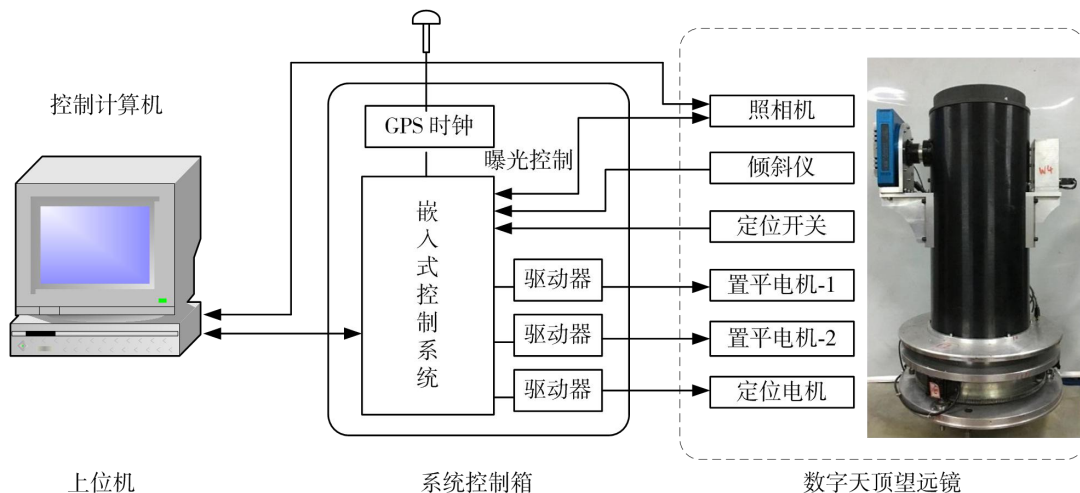 控制计算机
GPS 时钟
曝光控制
嵌入式控制系统
驱动器
驱动器
驱动器
照相机
倾斜仪
定位开关
置平电机-1
置平电机-2
定位电机
W4
上位机
系统控制箱
数字天顶望远镜